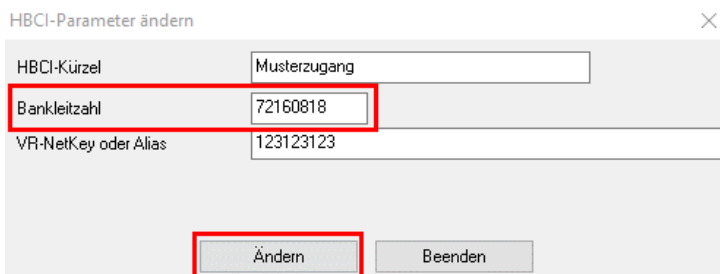 HBCI-Parameter ändern
HBCI-Kürzel Musterzugang
Bankleitzahl 72160818
VR-NetKey oder Alias 123123123
Ändern Beenden